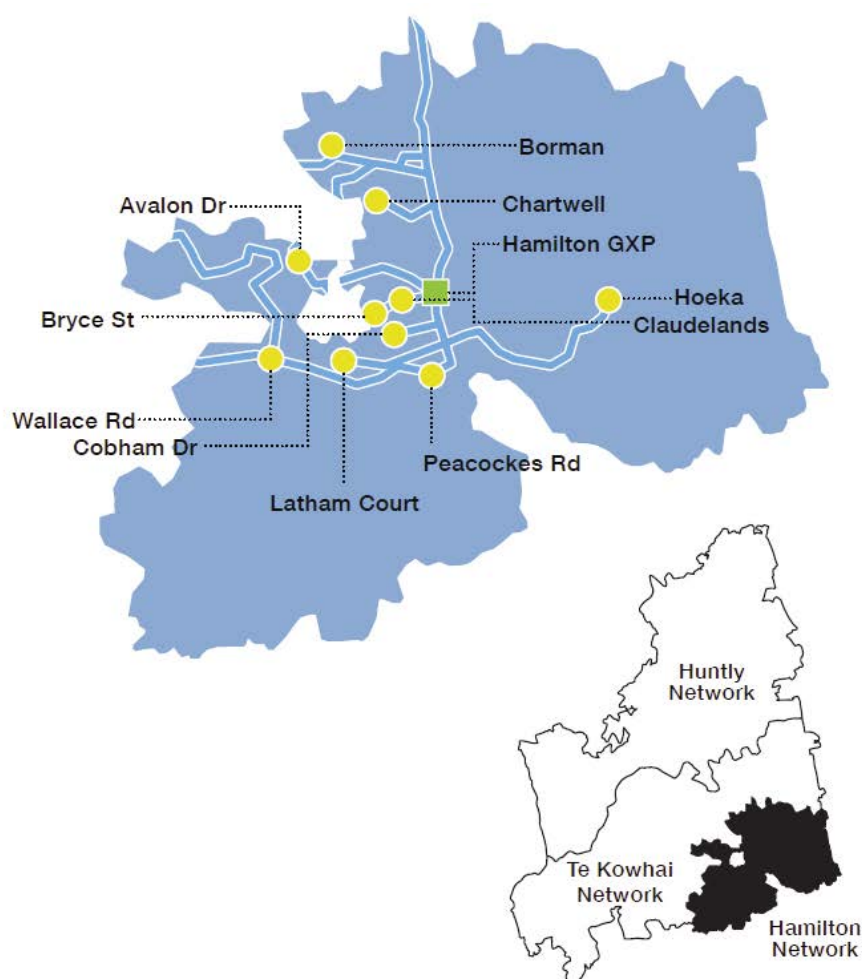 Borman
Avalon Dr
Chartwell
Hamilton GXP
Hoeka
Bryce St
Claudelands
Wallace Rd
Cobham Dr
Peacockes Rd
Latham Court
Huntly
Network
Te Kowhai
Network
Hamilton
Network